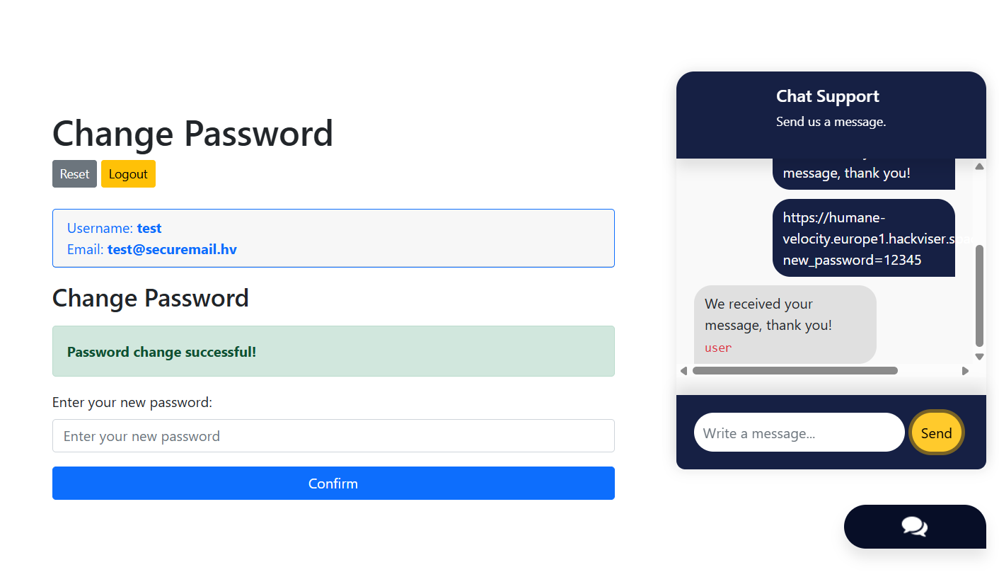 Change Password
Reset
Logout
Username: test
Email: test@securemail.hv
Change Password
Password change successful!
Enter your new password:
Enter your new password
Confirm
Chat Support
Send us a message.
message, thank you!
https://humane-
velocity.europe1.hackviser.spa
new_password=12345
We received your
message, thank you!
user
Write a message...
Send